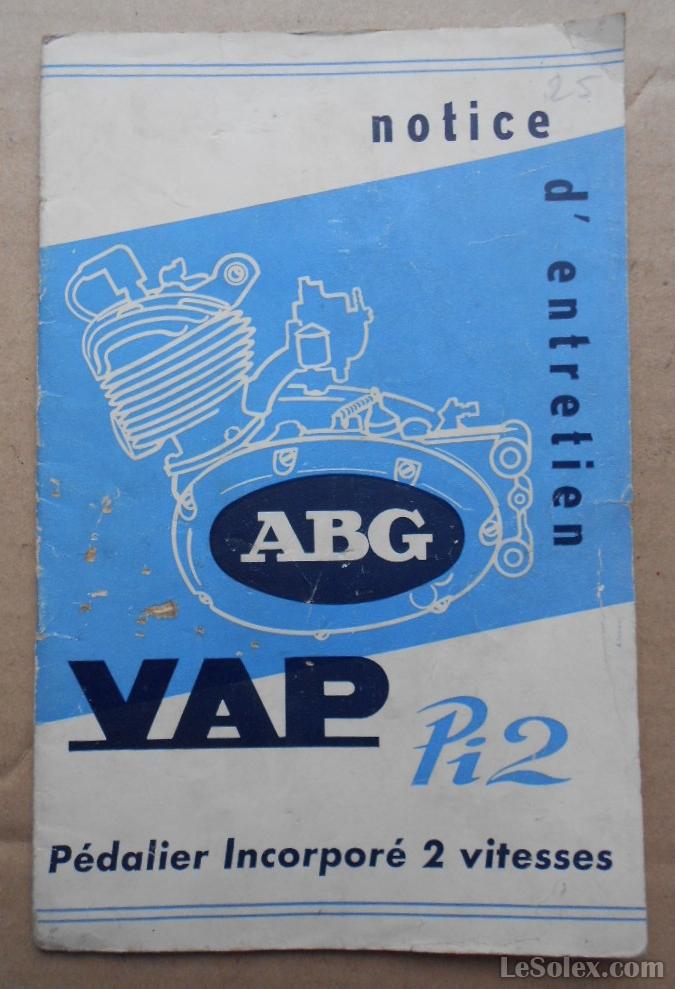 25
notice
d' entretien
ABG
VAP
Pi2
Pédalier Incorporé 2 vitesses
LeSolex.com